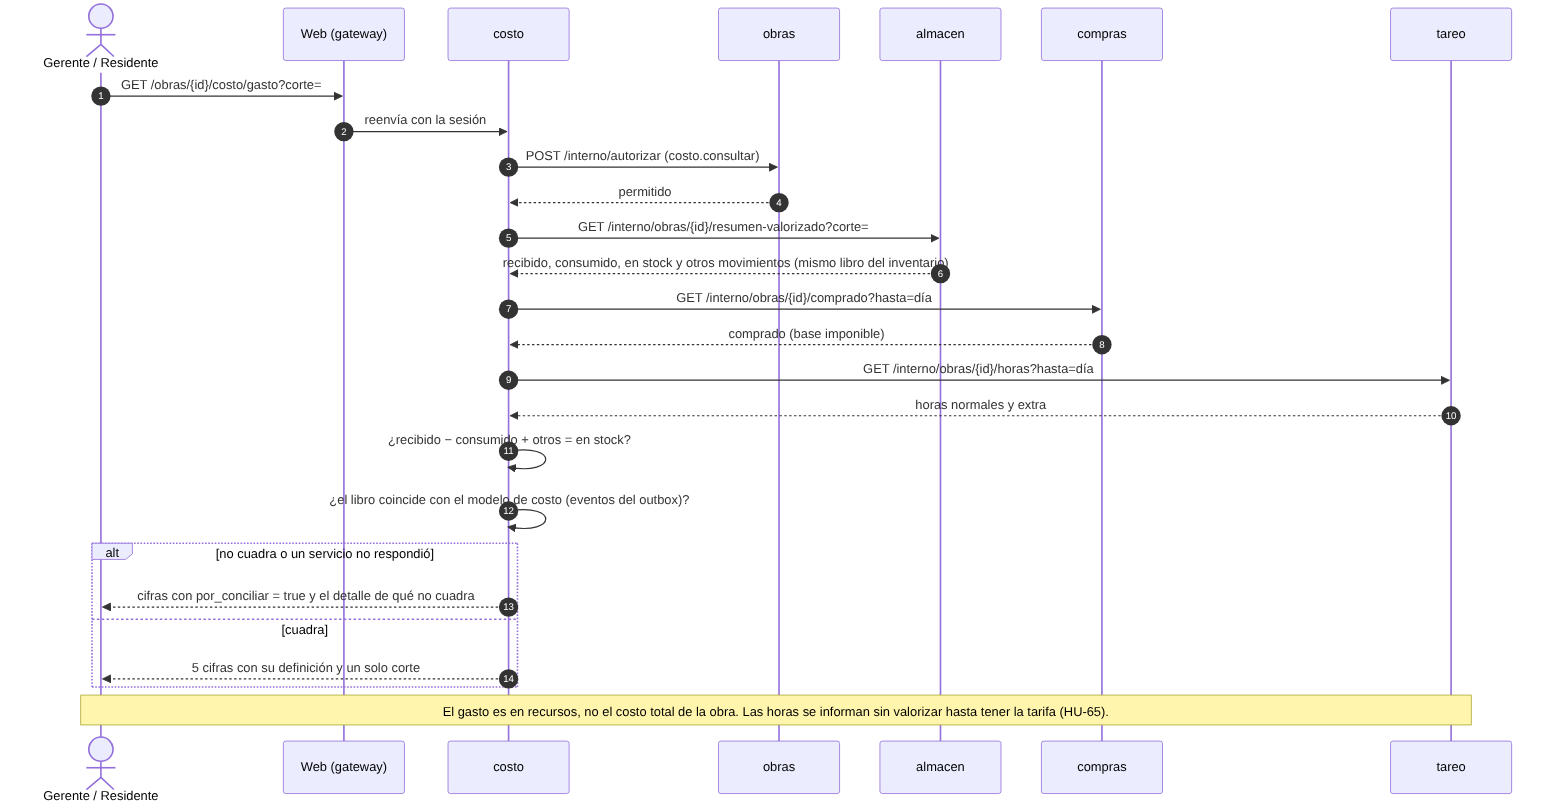 Gerente / Residente
Web (gateway)
costo
obras
almacen
compras
tareo
1
GET /obras/{id}/costo/gasto?corte=
2
reenvía con la sesión
3
POST /interno/autorizar (costo.consultar)
permitido
4
5
GET /interno/obras/{id}/resumen-valorizado?corte=
recibido, consumido, en stock y otros movimientos (mismo libro del inventario)
6
7
GET /interno/obras/{id}/comprado?hasta=día
comprado (base imponible)
8
9
GET /interno/obras/{id}/horas?hasta=día
horas normales y extra
10
¿recibido − consumido + otros = en stock?
11
¿el libro coincide con el modelo de costo (eventos del outbox)?
12
alt
[no cuadra o un servicio no respondió]
cifras con por_conciliar = true y el detalle de qué no cuadra
13
[cuadra]
5 cifras con su definición y un solo corte
14
El gasto es en recursos, no el costo total de la obra. Las horas se informan sin valorizar hasta tener la tarifa (HU-65).
Gerente / Residente
Web (gateway)
costo
obras
almacen
compras
tareo